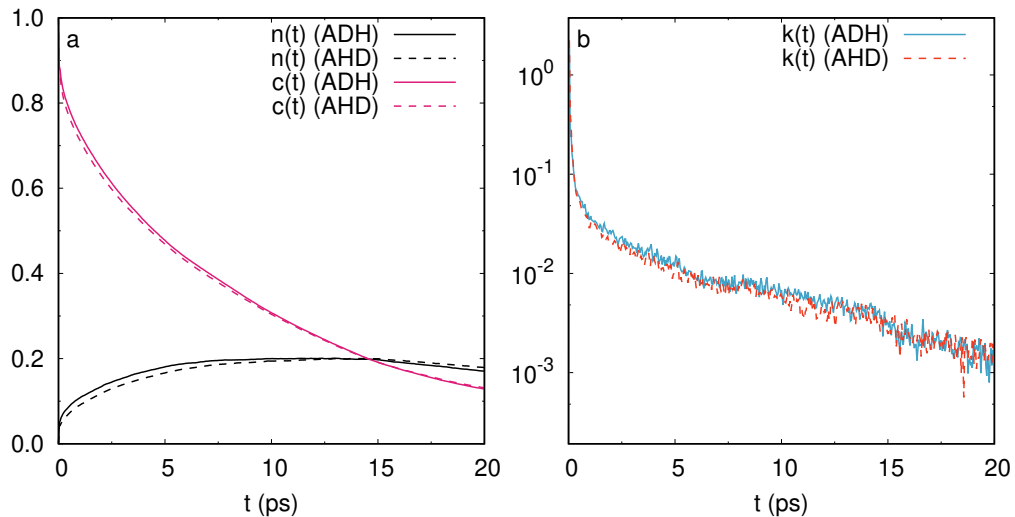 a
n(t) (ADH)
n(t) (AHD)
c(t) (ADH)
c(t) (AHD)
1.0
0.8
0.6
0.4
0.2
0.0
0 5 10 15 20
t (ps)
b
k(t) (ADH)
k(t) (AHD)
10^0
10^-1
10^-2
10^-3
0 5 10 15 20
t (ps)